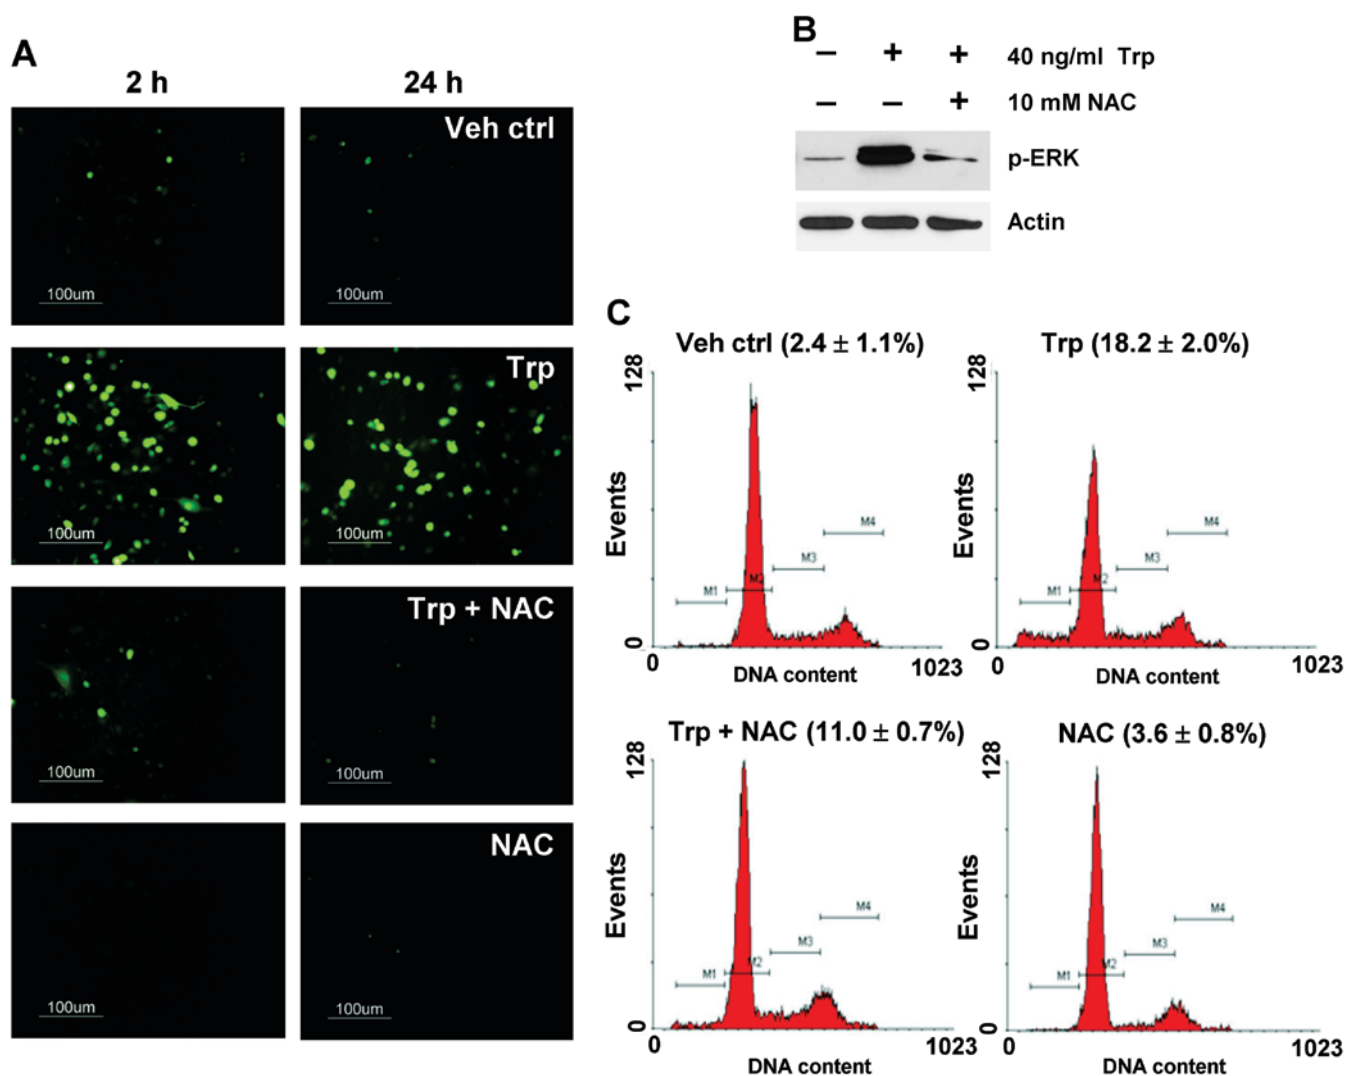 A
2 h
24 h
Veh ctrl
100um
100um
Trp
100um
100um
Trp + NAC
100um
100um
NAC
100um
100um
B
− + + 40 ng/ml Trp
− − + 10 mM NAC
p-ERK
Actin
C
Veh ctrl (2.4 ± 1.1%)
128
Events
M1
M2
M3
M4
0
0
1023
DNA content
Trp (18.2 ± 2.0%)
128
Events
M1
M2
M3
M4
0
0
1023
DNA content
Trp + NAC (11.0 ± 0.7%)
128
Events
M1
M2
M3
M4
0
0
1023
DNA content
NAC (3.6 ± 0.8%)
128
Events
M1
M2
M3
M4
0
0
1023
DNA content